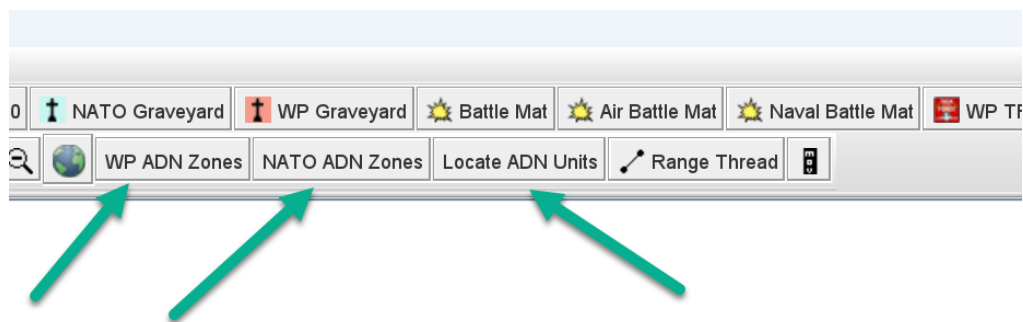 0 NATO Graveyard WP Graveyard Battle Mat Air Battle Mat Naval Battle Mat WP
WP ADN Zones NATO ADN Zones Locate ADN Units Range Thread